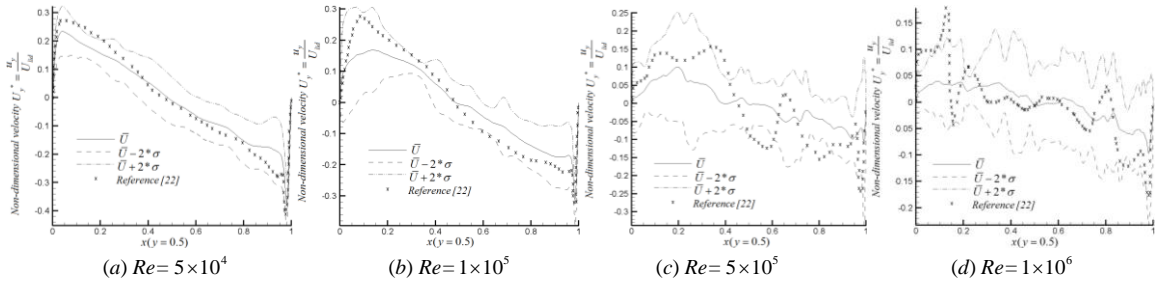 Non-dimensional velocity U_y^* = u_y / U_lid
0.3
0.2
0.1
0
-0.1
-0.2
-0.3
-0.4
Ū
Ū − 2*σ
Ū + 2*σ
Reference [22]
0 0.2 0.4 0.6 0.8 1
x(y = 0.5)
(a) Re= 5×10⁴
Non-dimensional velocity U_y^* = u_y / U_lid
0.3
0.2
0.1
0
-0.1
-0.2
-0.3
Ū
Ū − 2*σ
Ū + 2*σ
Reference [22]
0 0.2 0.4 0.6 0.8 1
x(y = 0.5)
(b) Re= 1×10⁵
Non-dimensional velocity U_y^* = u_y / U_lid
0.25
0.2
0.15
0.1
0.05
0
-0.05
-0.1
-0.15
-0.2
-0.25
-0.3
Ū
Ū − 2*σ
Ū + 2*σ
Reference [22]
0 0.2 0.4 0.6 0.8 1
x(y = 0.5)
(c) Re= 5×10⁵
Non-dimensional velocity U_y^* = u_y / U_lid
0.15
0.1
0.05
0
0.05
-0.1
0.15
-0.2
Ū
Ū − 2*σ
Ū + 2*σ
Reference [22]
0 0.2 0.4 0.6 0.8 1
x(y = 0.5)
(d) Re= 1×10⁶